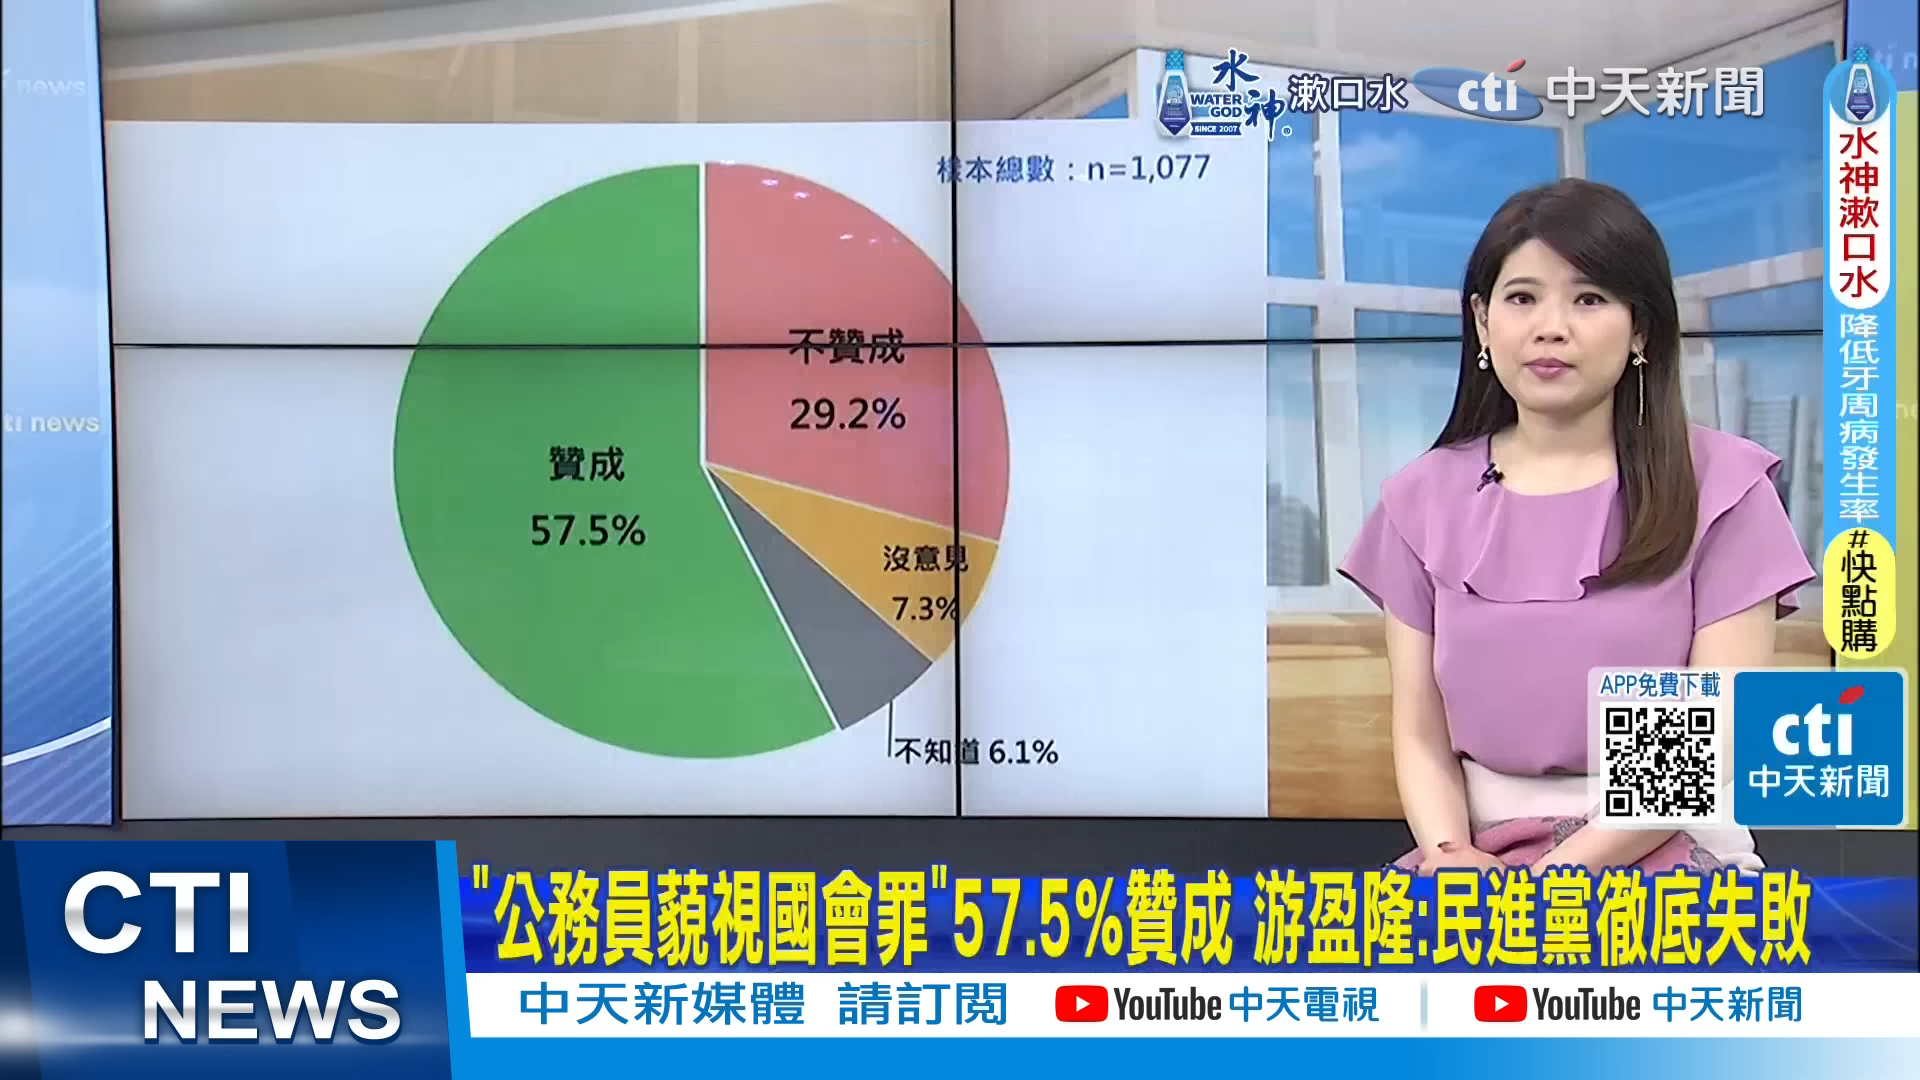 水神
WATER
GOD
SINCE 2007
漱口水
cti 中天新聞
樣本總數：n=1,077
不贊成
29.2%
贊成
57.5%
沒意見
7.3%
不知道 6.1%
news
ti news
水神漱口水
降低牙周病發生率
#快點購
APP免費下載
cti
中天新聞
CTI
NEWS
"公務員藐視國會罪"57.5%贊成 游盈隆:民進黨徹底失敗
中天新媒體 請訂閱 YouTube 中天電視 | YouTube 中天新聞